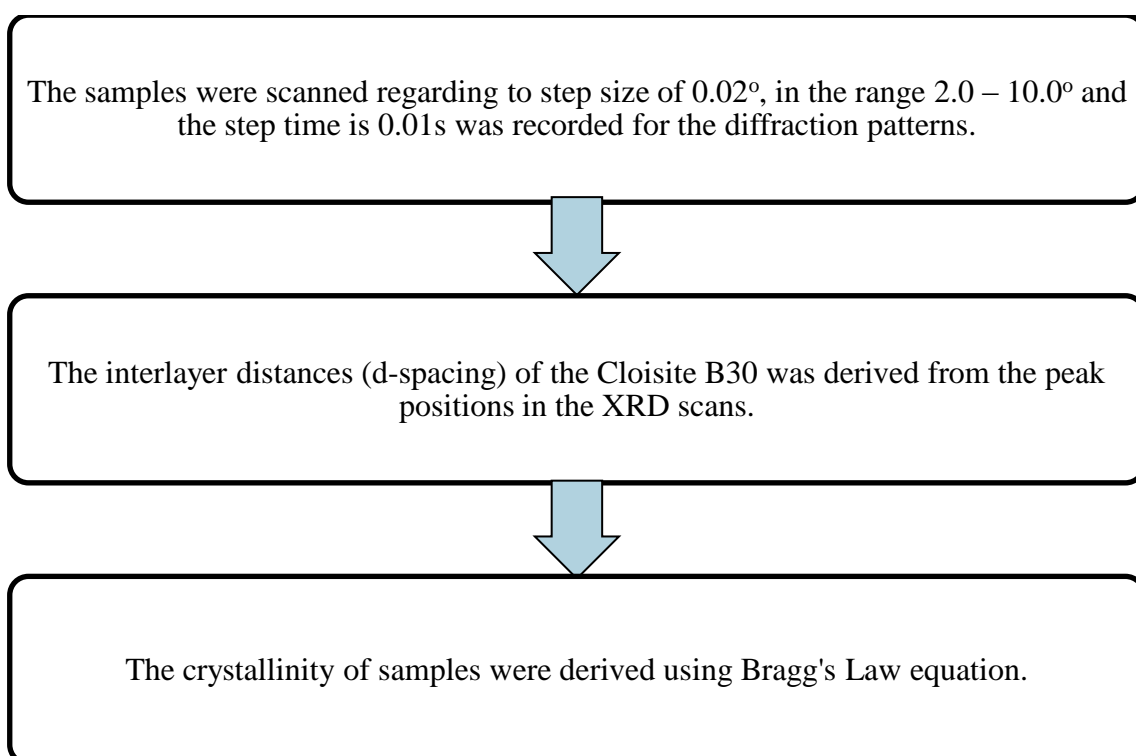 The samples were scanned regarding to step size of 0.02°, in the range 2.0 – 10.0° and
the step time is 0.01s was recorded for the diffraction patterns.
The interlayer distances (d-spacing) of the Cloisite B30 was derived from the peak
positions in the XRD scans.
The crystallinity of samples were derived using Bragg's Law equation.